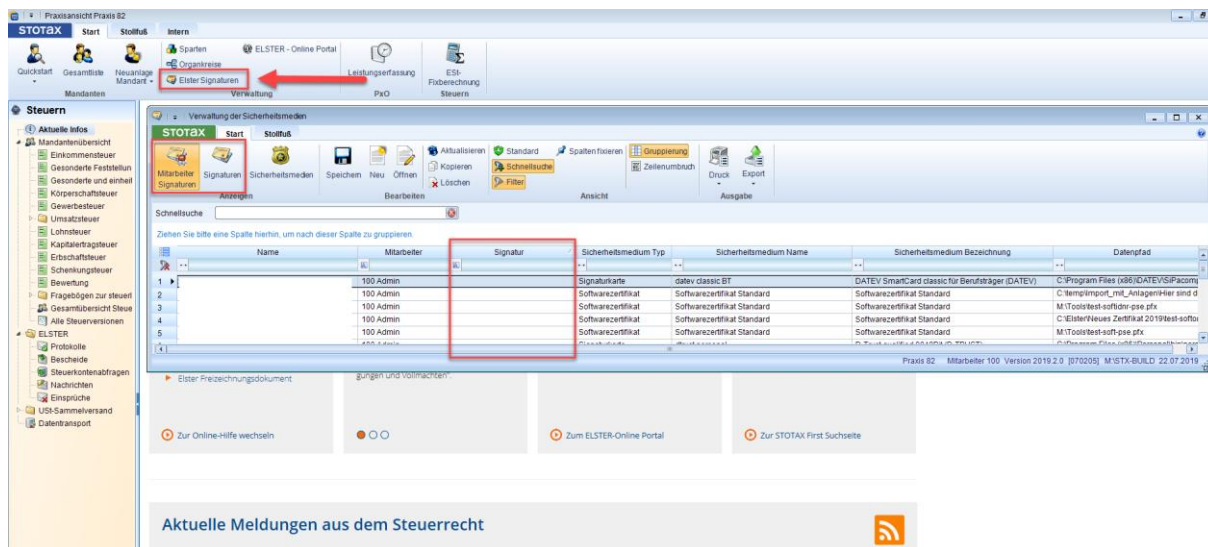 Praxisansicht Praxis 82
STOTAX Start Stollfuß Intern
Quickstart
Gesamtliste
Neuanlage Mandant
Mandanten
Sparten
ELSTER - Online Portal
Organkreise
Elster Signaturen
Verwaltung
Leistungserfassung
PxO
ESt-
Fixberechnung
Steuern
Steuern
Aktuelle Infos
Mandantenübersicht
Einkommensteuer
Gesonderte Feststellun
Gesonderte und einheit
Körperschaftsteuer
Gewerbesteuer
Umsatzsteuer
Lohnsteuer
Kapitalertragsteuer
Erbschaftsteuer
Schenkungsteuer
Bewertung
Fragebögen zur steuerl
Gesamtübersicht Steue
Alle Steuerversionen
ELSTER
Protokolle
Bescheide
Steuerkontenabfragen
Nachrichten
Einsprüche
USt-Sammelversand
Datentransport
Verwaltung der Sicherheitsmedien
STOTAX Start Stollfuß
Mitarbeiter
Signaturen
Signaturen
Sicherheitsmedien
Anzeigen
Speichern
Neu
Öffnen
Aktualisieren
Kopieren
Löschen
Bearbeiten
Standard
Schnellsuche
Filter
Spalten fixieren
Gruppierung
Zeilenumbruch
Ansicht
Druck
Export
Ausgabe
Schnellsuche
Ziehen Sie bitte eine Spalte hierhin, um nach dieser Spalte zu gruppieren.
Name Mitarbeiter Signatur Sicherheitsmedium Typ Sicherheitsmedium Name Sicherheitsmedium Bezeichnung Datenpfad
1 100 Admin Signaturkarte datev classic BT DATEV SmartCard classic für Berufsträger (DATEV) C:\Program Files (x86)\DATEV\SiPacom
2 100 Admin Softwarezertifikat Softwarezertifikat Standard Softwarezertifikat Standard C:\temp\import_mit_Anlagen\Hier sind d
3 100 Admin Softwarezertifikat Softwarezertifikat Standard Softwarezertifikat Standard M:\Tools\test-softidnr-pse.pfx
4 100 Admin Softwarezertifikat Softwarezertifikat Standard Softwarezertifikat Standard C:\Elster\Neues Zertifikat 2019\test-softor
5 100 Admin Softwarezertifikat Softwarezertifikat Standard Softwarezertifikat Standard M:\Tools\test-soft-pse.pfx
Praxis 82 Mitarbeiter 100 Version 2019.2.0 [070205] M:\STX-BUILD 22.07.2019
Elster Freizeichnungsdokument
gungen und Vollmachten".
Zur Online-Hilfe wechseln
Zum ELSTER-Online Portal
Zur STOTAX First Suchseite
Aktuelle Meldungen aus dem Steuerrecht